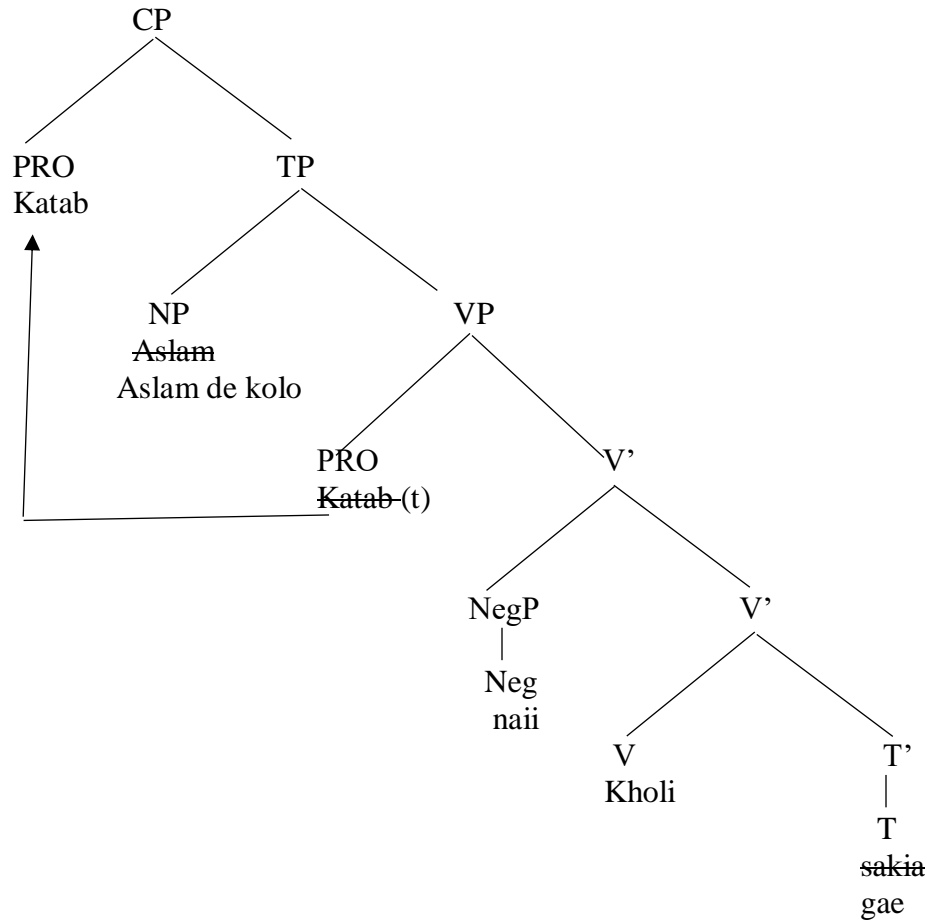 CP
PRO TP
Katab
NP VP
~~Aslam~~
Aslam de kolo
PRO V’
~~Katab~~ (t)
NegP V’
Neg
naii
V T’
Kholi
T
~~sakia~~
gae